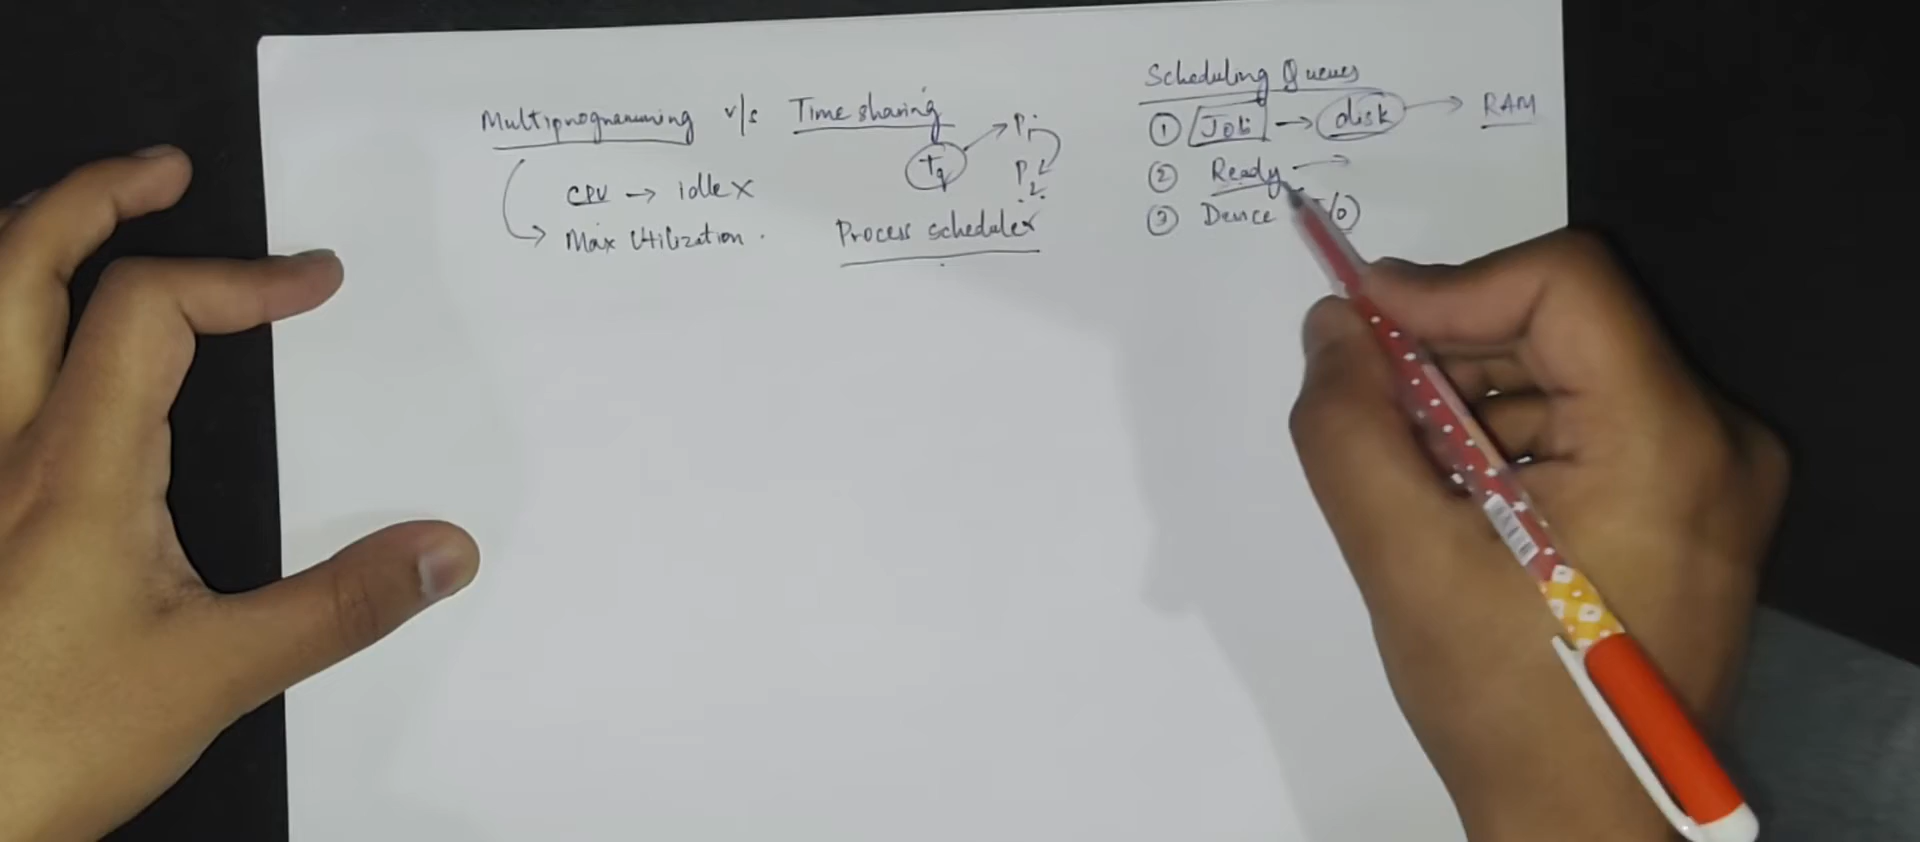 Multiprogramming v/s Time sharing
CPU → idle X
Max Utilization.
Tq → P1
P2
Process scheduler
Scheduling Queues
① Job → disk → RAM
② Ready →
③ Device I/O